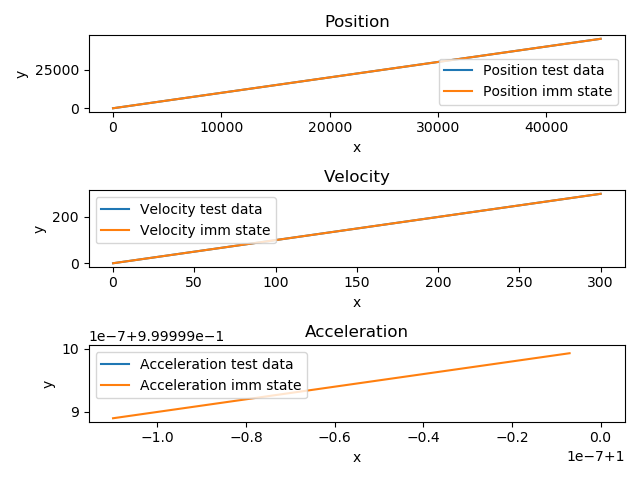 Position
y
25000
0
Position test data
Position imm state
0 10000 20000 30000 40000
x
Velocity
y
200
0
Velocity test data
Velocity imm state
0 50 100 150 200 250 300
x
1e−7+9.99999e−1
Acceleration
y
10
9
Acceleration test data
Acceleration imm state
−1.0 −0.8 −0.6 −0.4 −0.2 0.0
x
1e−7+1